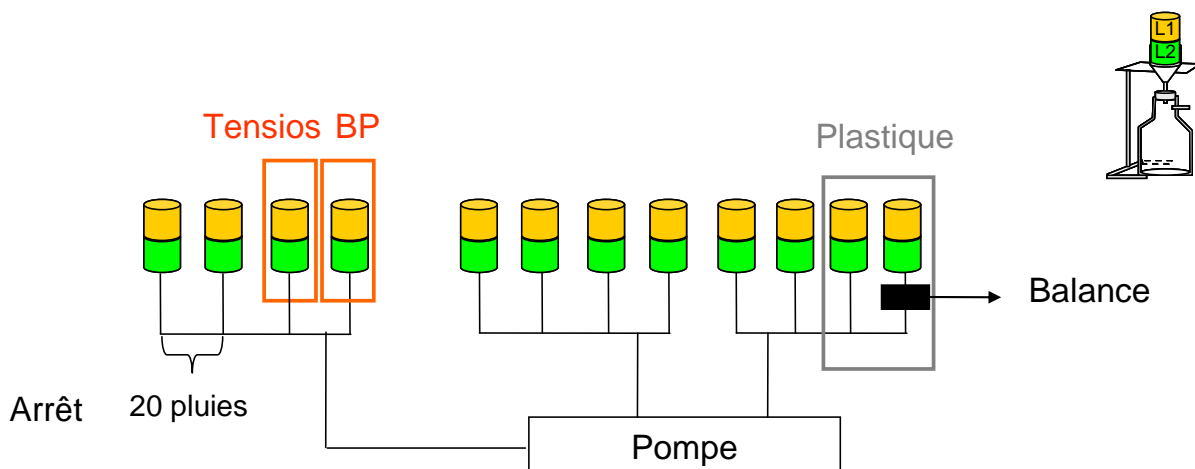 L1
L2
Tensios BP
Plastique
Balance
Arrêt 20 pluies
Pompe